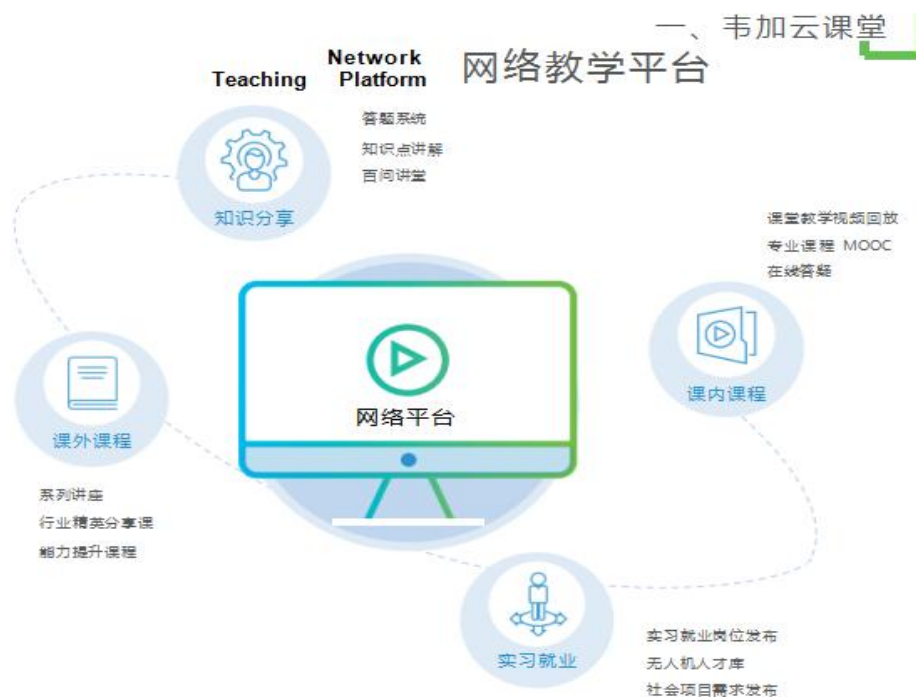 一、韦加云课堂
Network
Teaching Platform
网络教学平台
答题系统
知识点讲解
百问讲堂
知识分享
课堂教学视频回放
专业课程 MOOC
在线答疑
课内课程
网络平台
课外课程
系列讲座
行业精英分享课
能力提升课程
实习就业
实习就业岗位发布
无人机人才库
社会项目需求发布